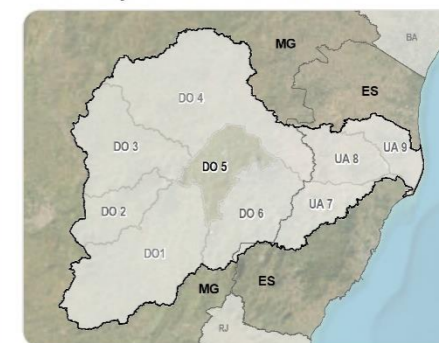 MG
BA
DO 4
ES
DO 3
DO 5
UA 8
UA 9
DO 2
DO 6
UA 7
DO1
MG
ES
RJ